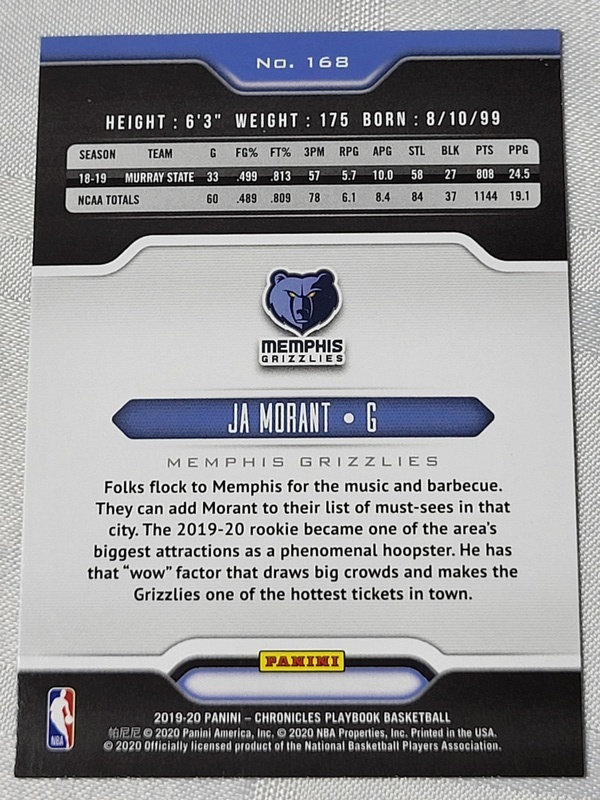 No. 168
HEIGHT : 6'3" WEIGHT : 175 BORN : 8/10/99
SEASON TEAM G FG% FT% 3PM RPG APG STL BLK PTS PPG
18-19 MURRAY STATE 33 .499 .813 57 5.7 10.0 58 27 808 24.5
NCAA TOTALS 60 .489 .809 78 6.1 8.4 84 37 1144 19.1
MEMPHIS
GRIZZLIES
JA MORANT • G
MEMPHIS GRIZZLIES
Folks flock to Memphis for the music and barbecue.
They can add Morant to their list of must-sees in that
city. The 2019-20 rookie became one of the area's
biggest attractions as a phenomenal hoopster. He has
that “wow” factor that draws big crowds and makes the
Grizzlies one of the hottest tickets in town.
PANINI
2019-20 PANINI – CHRONICLES PLAYBOOK BASKETBALL
帕尼尼 © 2020 Panini America, Inc. © 2020 NBA Properties, Inc. Printed in the USA.
© 2020 Officially licensed product of the National Basketball Players Association.
NBA